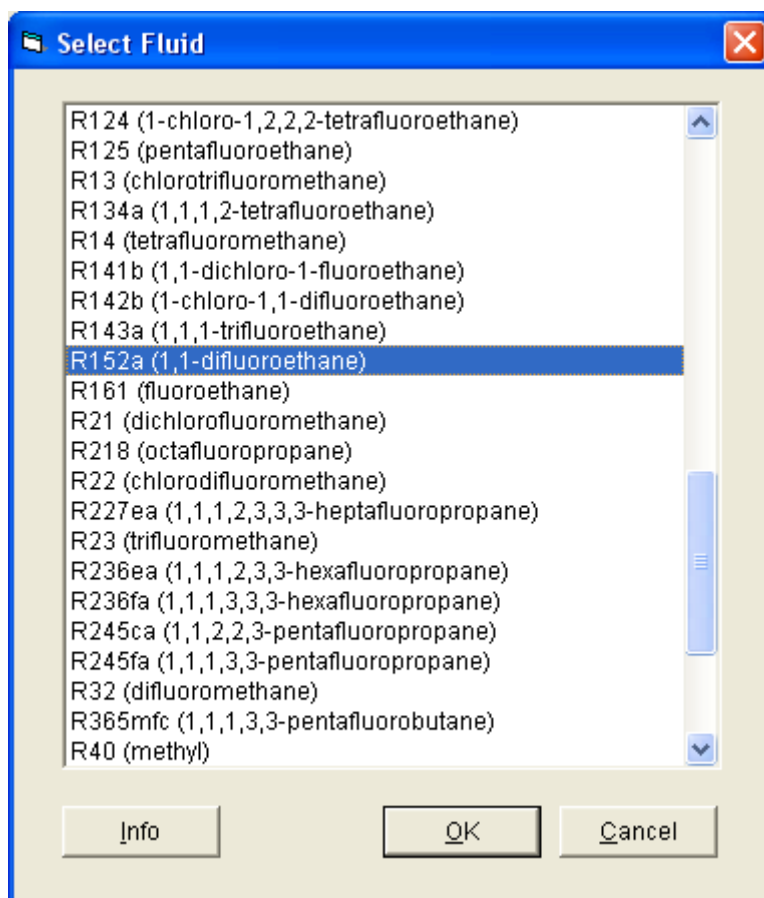 Select Fluid
R124 (1-chloro-1,2,2,2-tetrafluoroethane)
R125 (pentafluoroethane)
R13 (chlorotrifluoromethane)
R134a (1,1,1,2-tetrafluoroethane)
R14 (tetrafluoromethane)
R141b (1,1-dichloro-1-fluoroethane)
R142b (1-chloro-1,1-difluoroethane)
R143a (1,1,1-trifluoroethane)
R152a (1,1-difluoroethane)
R161 (fluoroethane)
R21 (dichlorofluoromethane)
R218 (octafluoropropane)
R22 (chlorodifluoromethane)
R227ea (1,1,1,2,3,3,3-heptafluoropropane)
R23 (trifluoromethane)
R236ea (1,1,1,2,3,3-hexafluoropropane)
R236fa (1,1,1,3,3,3-hexafluoropropane)
R245ca (1,1,2,2,3-pentafluoropropane)
R245fa (1,1,1,3,3-pentafluoropropane)
R32 (difluoromethane)
R365mfc (1,1,1,3,3-pentafluorobutane)
R40 (methyl)
Info OK Cancel